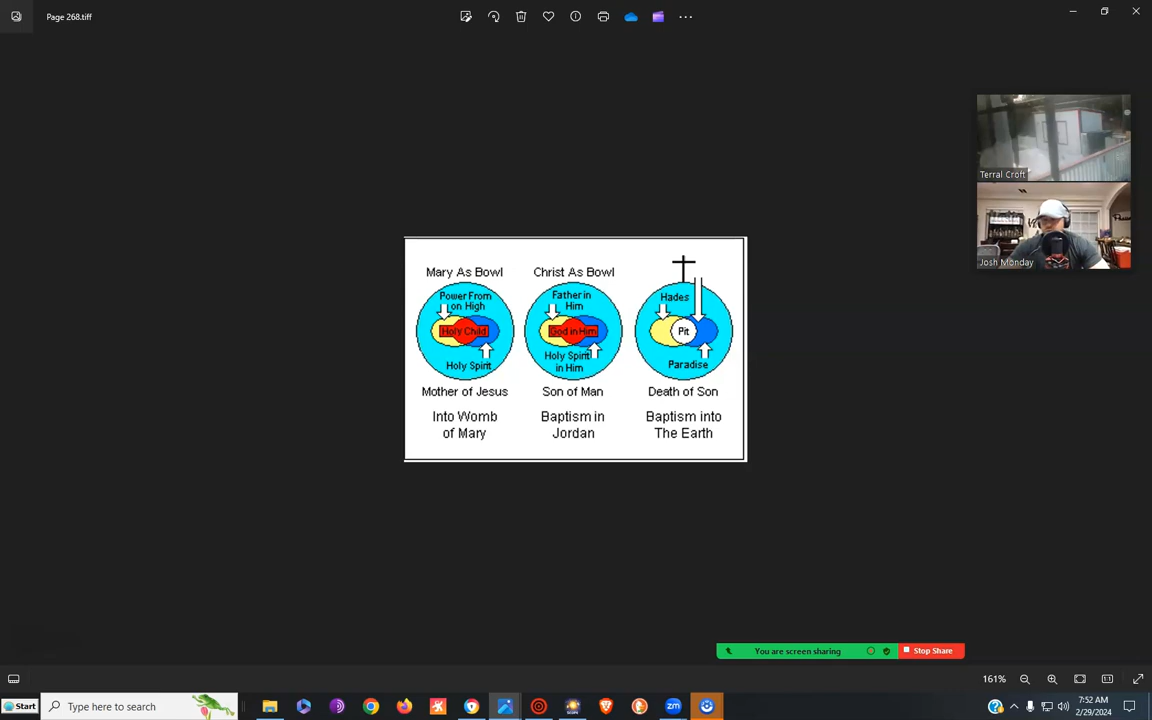 Page 268.tiff
Terral Croft
Josh Monday
Mary As Bowl
Power From
on High
Holy Child
Holy Spirit
Mother of Jesus
Into Womb
of Mary
Christ As Bowl
Father in
Him
God in Him
Holy Spirit
in Him
Son of Man
Baptism in
Jordan
Hades
Pit
Paradise
Death of Son
Baptism into
The Earth
You are screen sharing
Stop Share
161%
Start
Type here to search
zm
7:52 AM
2/29/2024